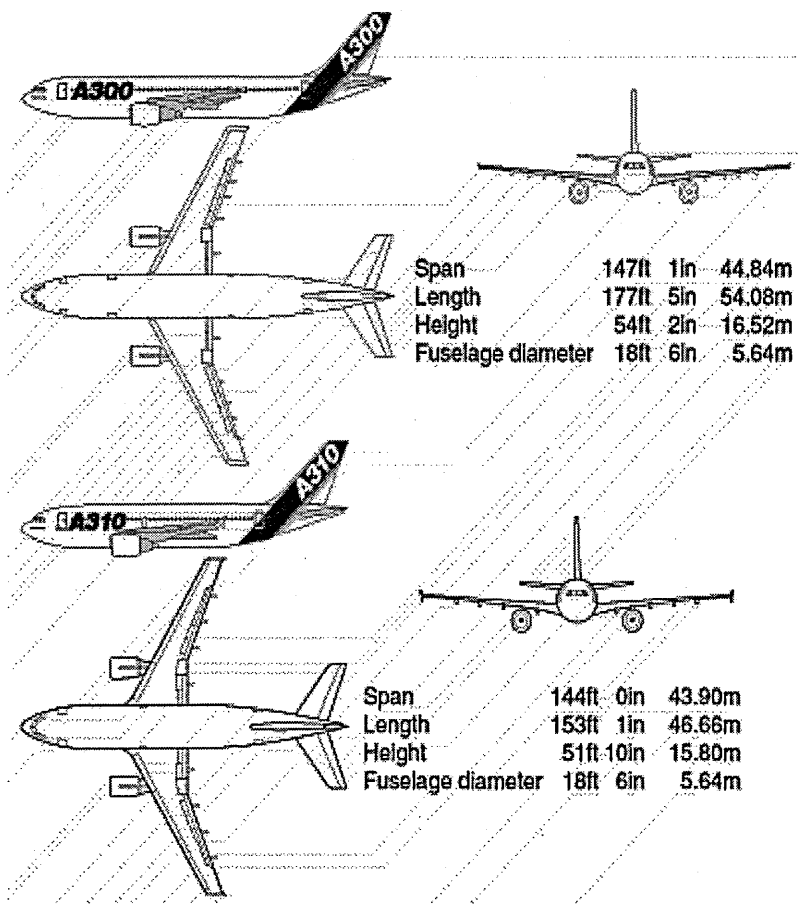 A300
A300
Span 147ft 1in 44.84m
Length 177ft 5in 54.08m
Height 54ft 2in 16.52m
Fuselage diameter 18ft 6in 5.64m
A310
A310
Span 144ft 0in 43.90m
Length 153ft 1in 46.66m
Height 51ft 10in 15.80m
Fuselage diameter 18ft 6in 5.64m